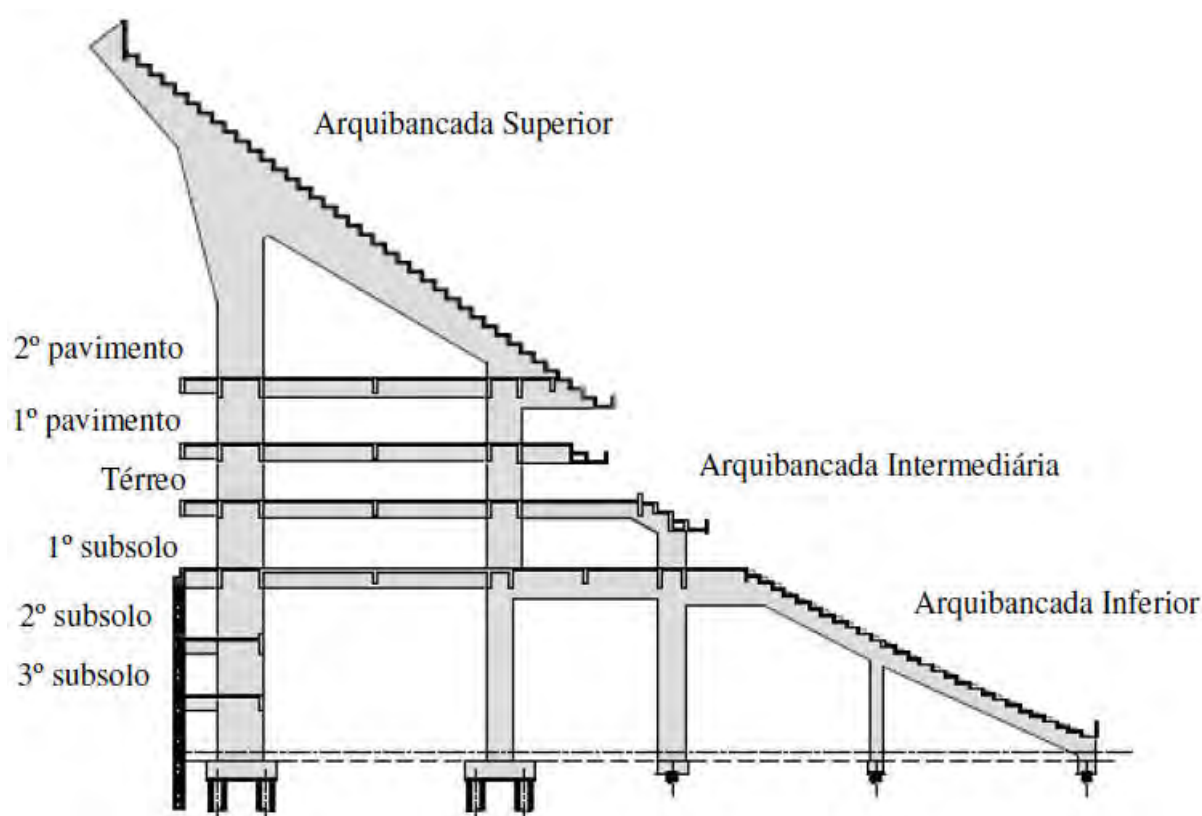 Arquibancada Superior
2º pavimento
1º pavimento
Térreo
Arquibancada Intermediária
1º subsolo
2º subsolo
Arquibancada Inferior
3º subsolo